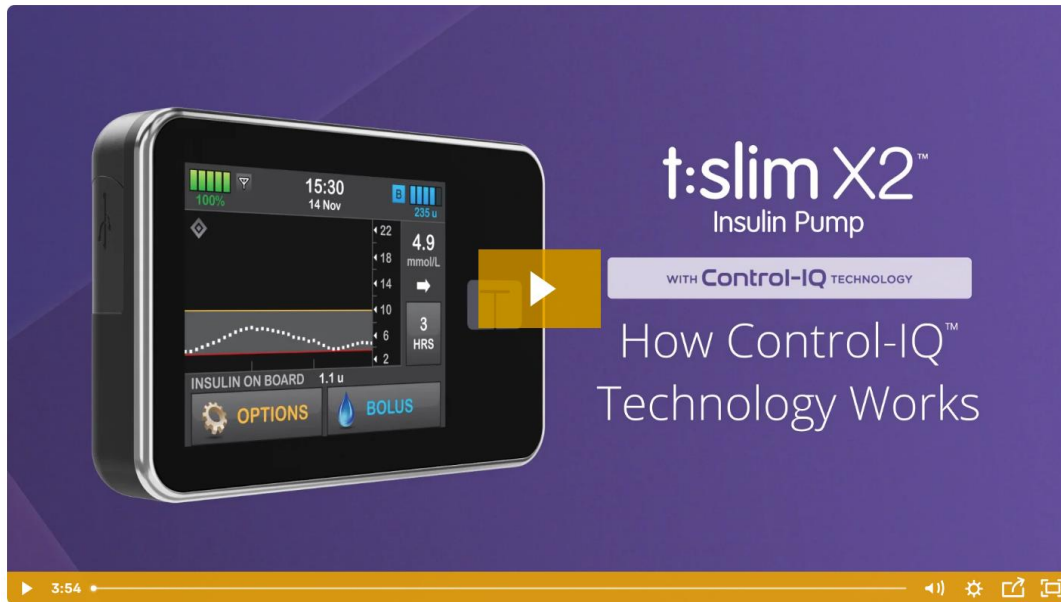 100%
15:30
14 Nov
B
235 u
22
18
14
10
6
2
4.9
mmol/L
3
HRS
INSULIN ON BOARD 1.1 u
OPTIONS
BOLUS
T
t:slim X2™
Insulin Pump
WITH Control-IQ TECHNOLOGY
How Control-IQ™
Technology Works
3:54